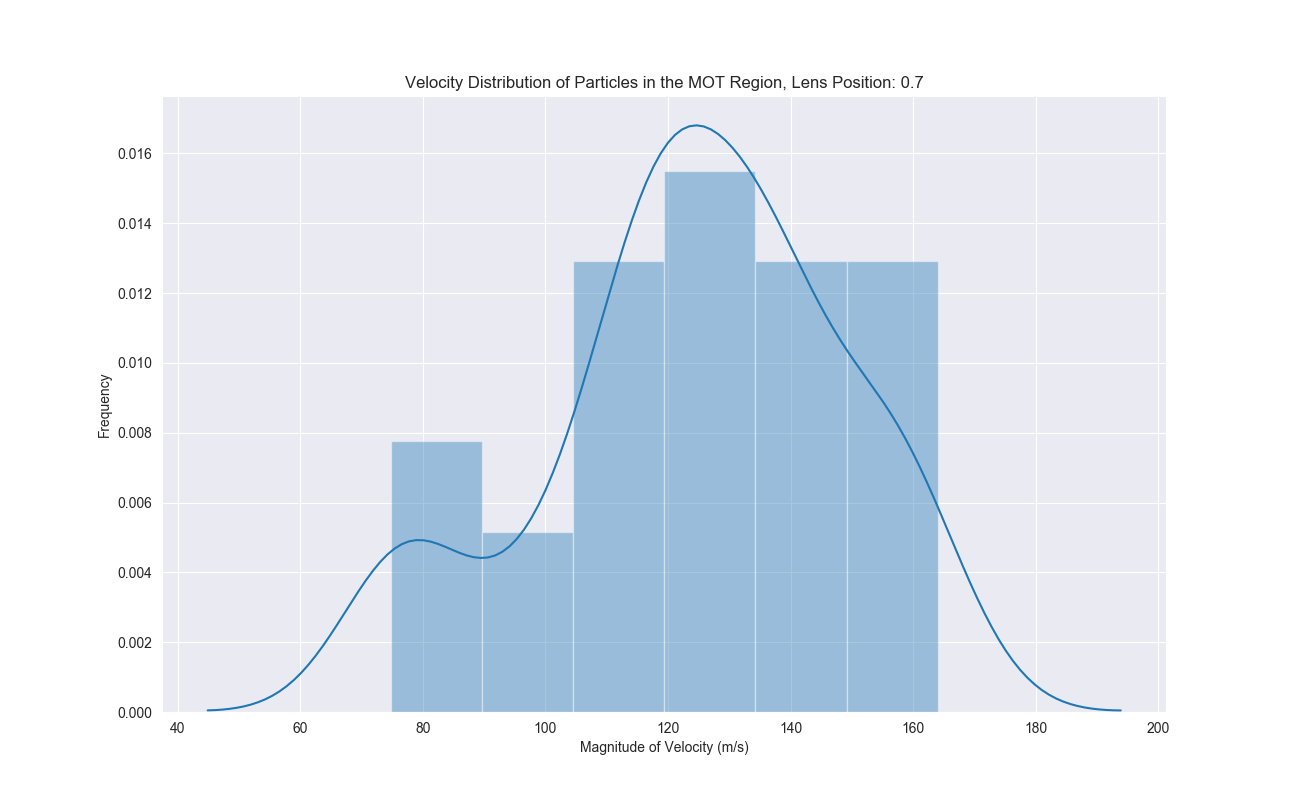 Velocity Distribution of Particles in the MOT Region, Lens Position: 0.7
0.016
0.014
0.012
0.010
0.008
0.006
0.004
0.002
0.000
Frequency
40 60 80 100 120 140 160 180 200
Magnitude of Velocity (m/s)